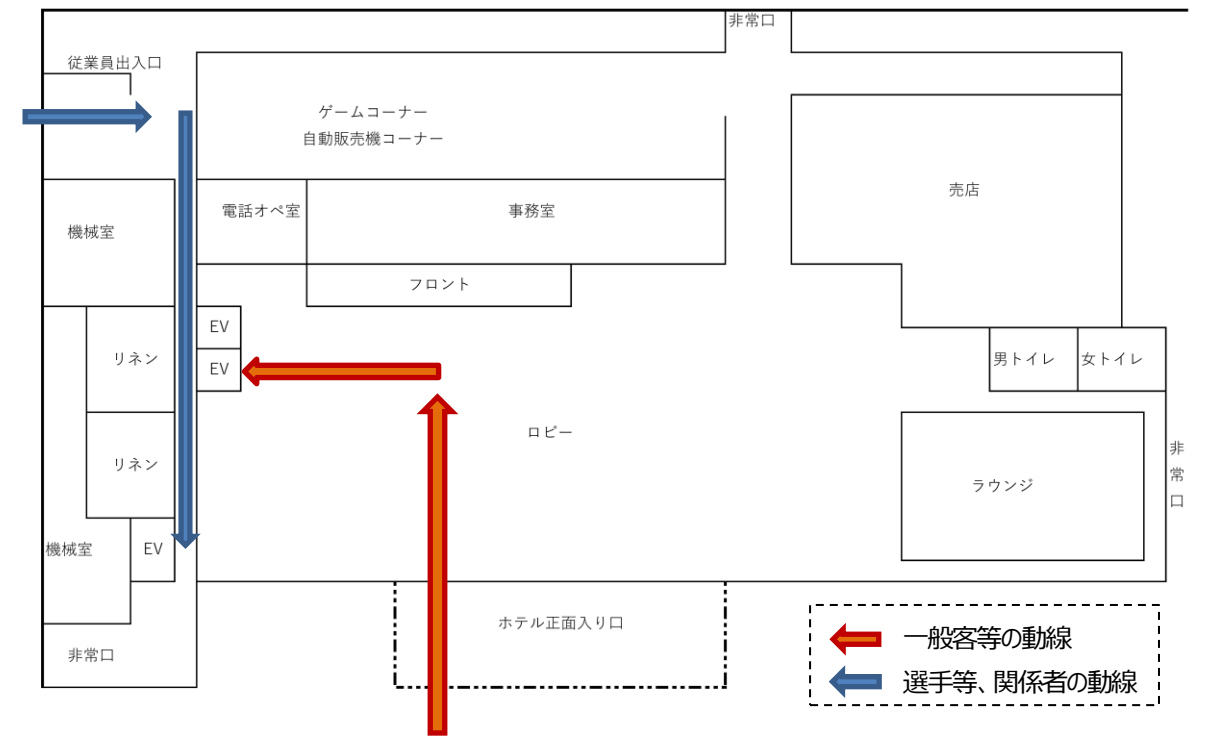 非常口
従業員出入口
ゲームコーナー
自動販売機コーナー
売店
電話オペ室
事務室
機械室
フロント
EV
リネン
EV
男トイレ
女トイレ
ロビー
リネン
ラウンジ
非
常
口
機械室
EV
ホテル正面入り口
一般客等の動線
非常口
選手等、関係者の動線